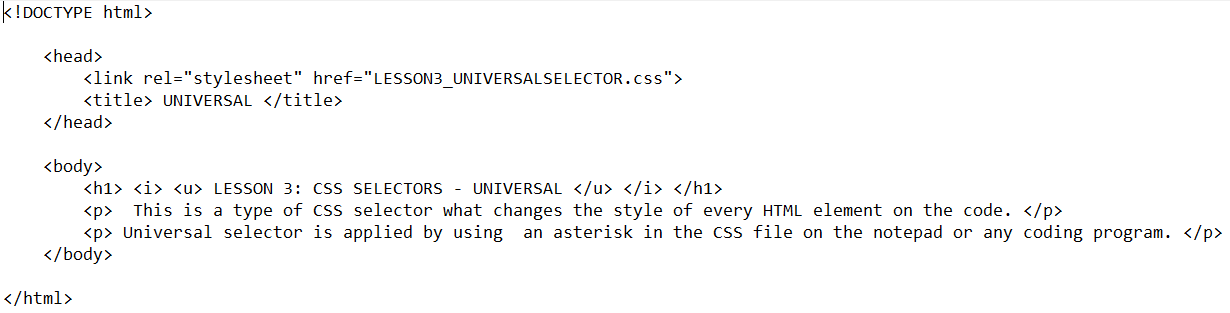 <!DOCTYPE html>
<head>
<link rel="stylesheet" href="LESSON3_UNIVERSALSELECTOR.css">
<title> UNIVERSAL </title>
</head>
<body>
<h1> <i> <u> LESSON 3: CSS SELECTORS - UNIVERSAL </u> </i> </h1>
<p>  This is a type of CSS selector what changes the style of every HTML element on the code. </p>
<p> Universal selector is applied by using  an asterisk in the CSS file on the notepad or any coding program. </p>
</body>
</html>